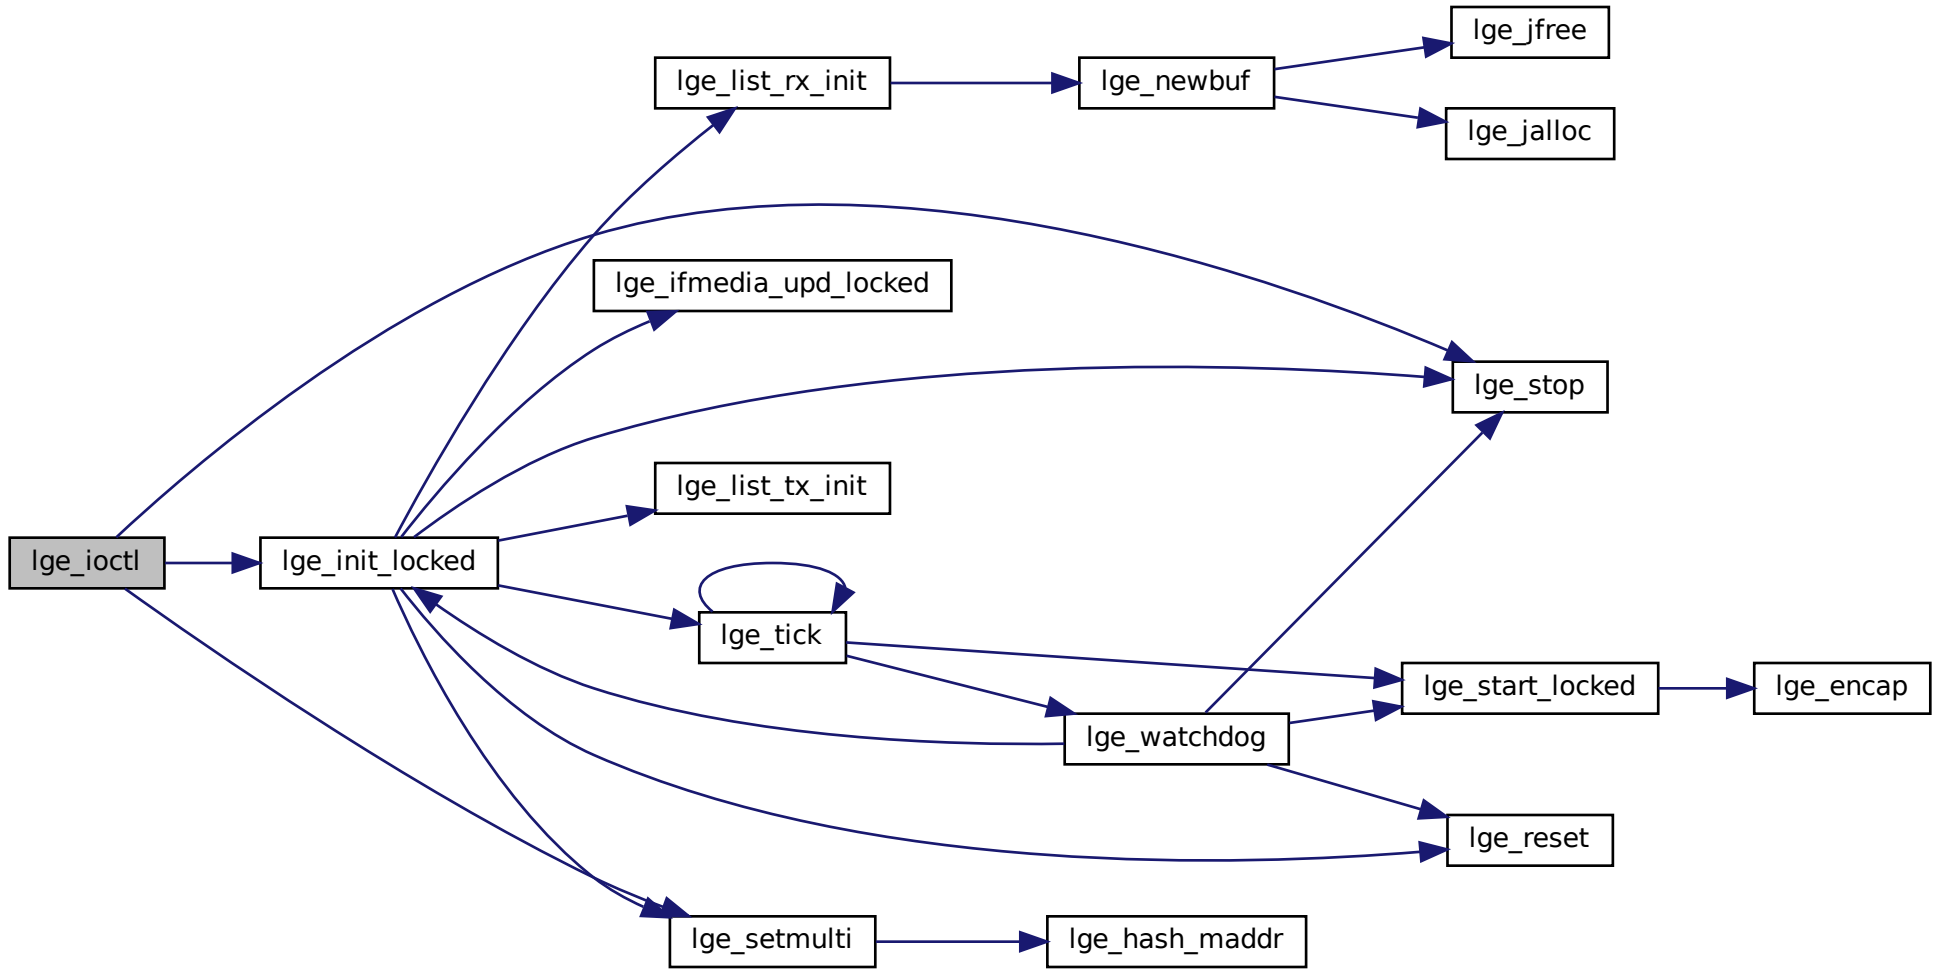 lge_jfree
lge_list_rx_init
lge_newbuf
lge_jalloc
lge_ifmedia_upd_locked
lge_stop
lge_list_tx_init
lge_ioctl
lge_init_locked
lge_tick
lge_start_locked
lge_encap
lge_watchdog
lge_reset
lge_setmulti
lge_hash_maddr